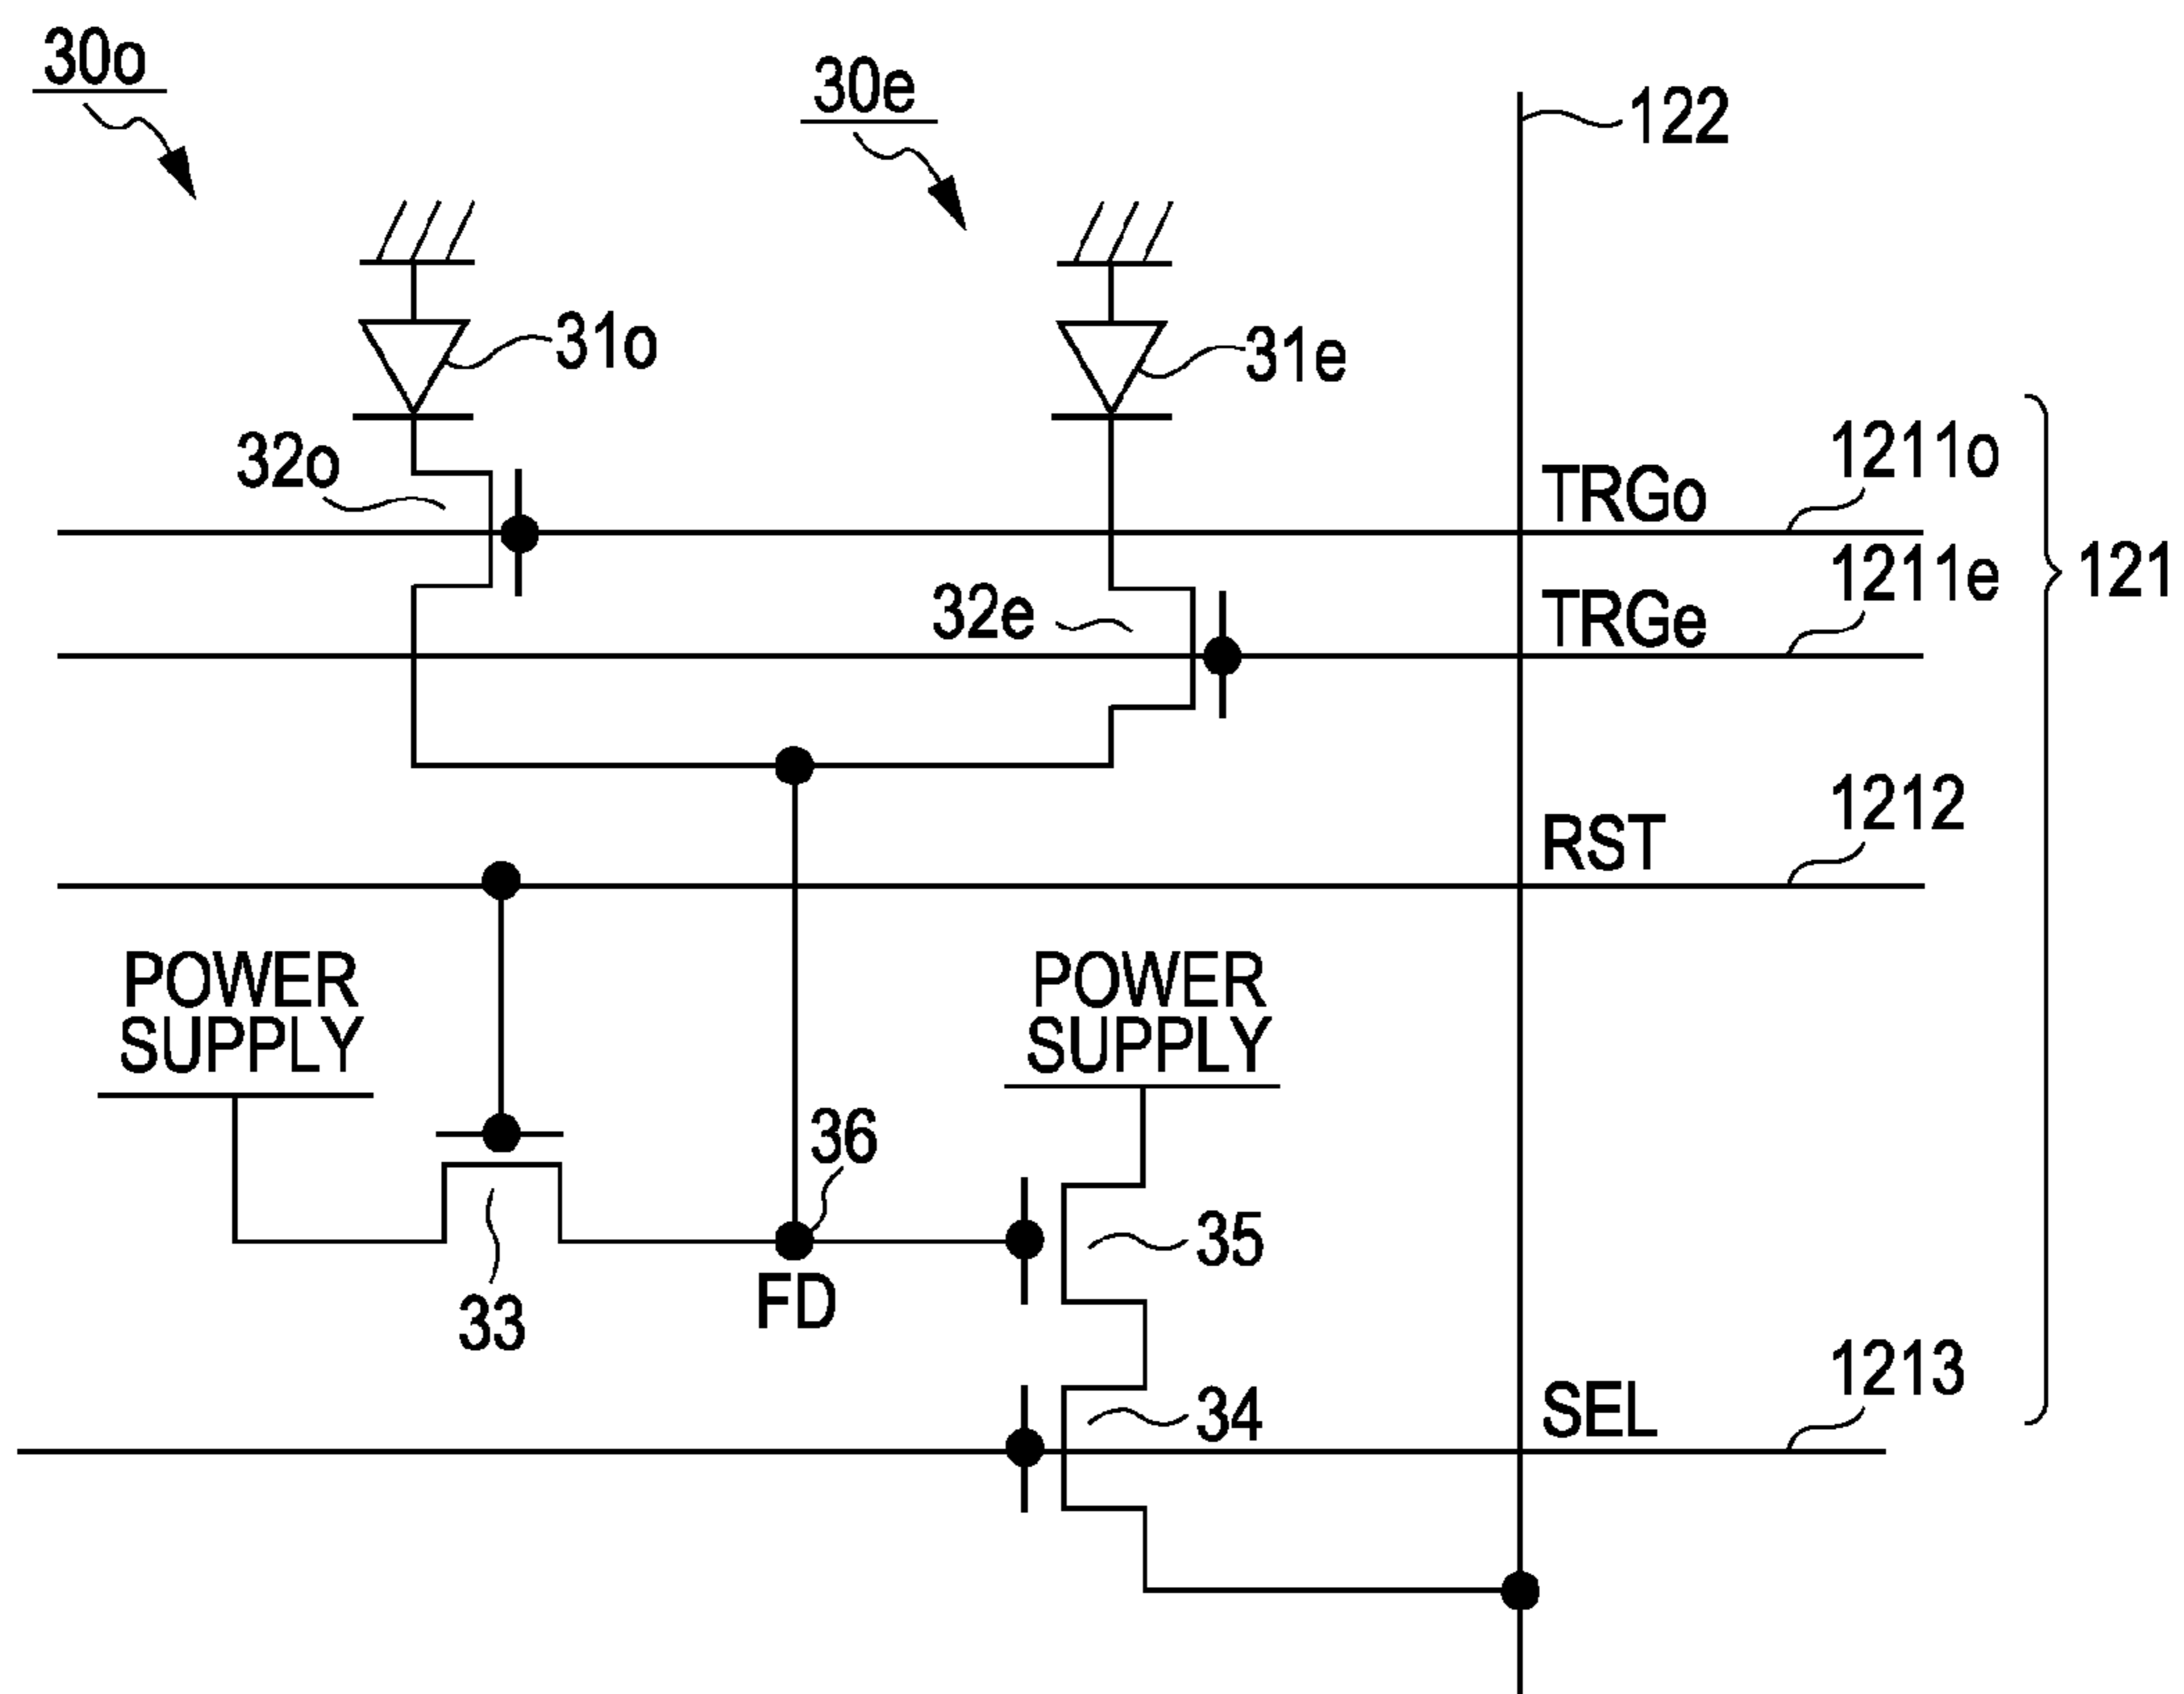 30o
30e
122
31o
31e
32o
TRGo
1211o
32e
TRGe
1211e
121
RST
1212
POWER
SUPPLY
POWER
SUPPLY
36
35
33
FD
34
SEL
1213